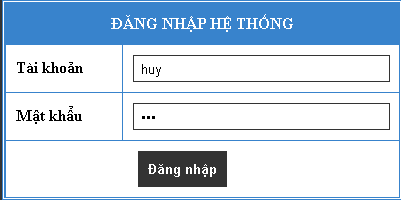 ĐĂNG NHẬP HỆ THỐNG
Tài khoản huy
Mật khẩu •••
Đăng nhập